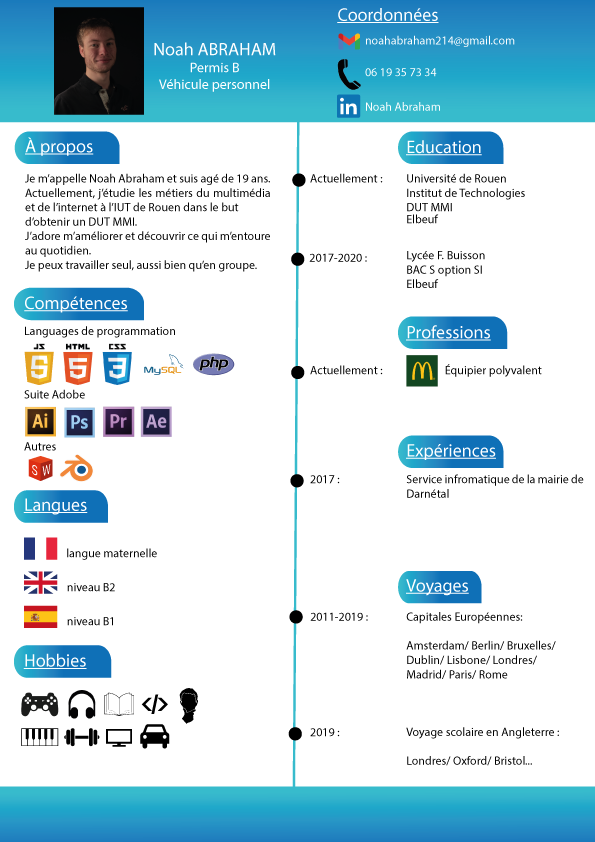 Noah ABRAHAM
Permis B
Véhicule personnel
Coordonnées
noahabraham214@gmail.com
06 19 35 73 34
in
Noah Abraham
À propos
Je m'appelle Noah Abraham et suis agé de 19 ans.
Actuellement, j'étudie les métiers du multimédia
et de l'internet à l'IUT de Rouen dans le but
d'obtenir un DUT MMI.
J'adore m'améliorer et découvrir ce qui m'entoure
au quotidien.
Je peux travailler seul, aussi bien qu'en groupe.
Compétences
Languages de programmation
JS HTML CSS
5 3 MySQL php
Suite Adobe
Ai Ps Pr Ae
Autres
SW
Langues
langue maternelle
niveau B2
niveau B1
Hobbies
Education
Actuellement :
Université de Rouen
Institut de Technologies
DUT MMI
Elbeuf
2017-2020 :
Lycée F. Buisson
BAC S option SI
Elbeuf
Professions
Actuellement :
Équipier polyvalent
Expériences
2017 :
Service infromatique de la mairie de
Darnétal
Voyages
2011-2019 :
Capitales Européennes:
Amsterdam/ Berlin/ Bruxelles/
Dublin/ Lisbone/ Londres/
Madrid/ Paris/ Rome
2019 :
Voyage scolaire en Angleterre :
Londres/ Oxford/ Bristol...